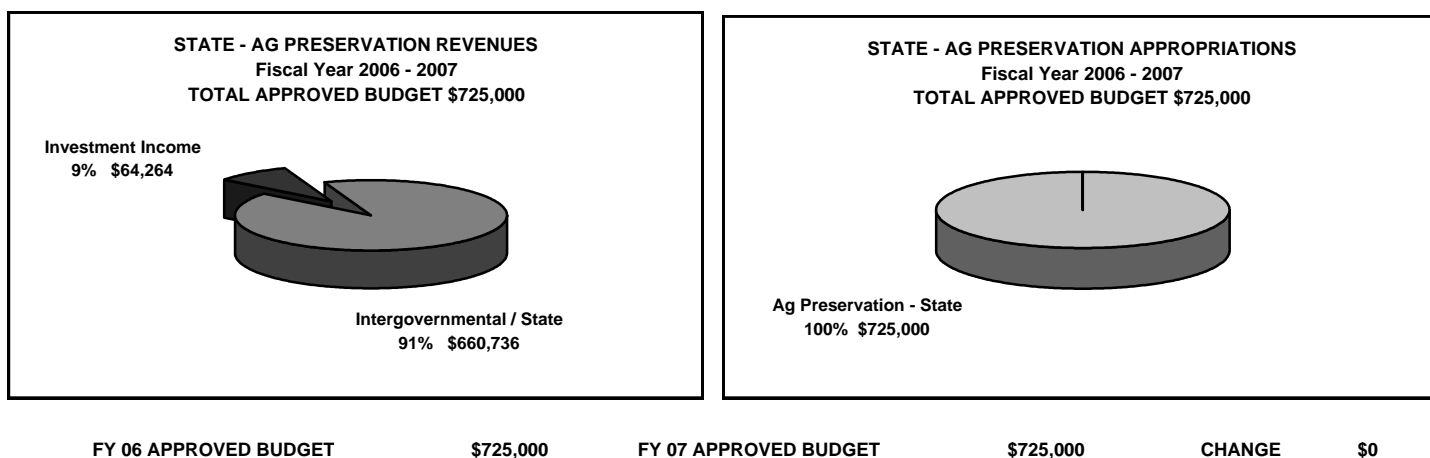 STATE - AG PRESERVATION REVENUES
Fiscal Year 2006 - 2007
TOTAL APPROVED BUDGET $725,000
Investment Income
9% $64,264
Intergovernmental / State
91% $660,736
STATE - AG PRESERVATION APPROPRIATIONS
Fiscal Year 2006 - 2007
TOTAL APPROVED BUDGET $725,000
Ag Preservation - State
100% $725,000
FY 06 APPROVED BUDGET $725,000 FY 07 APPROVED BUDGET $725,000 CHANGE $0